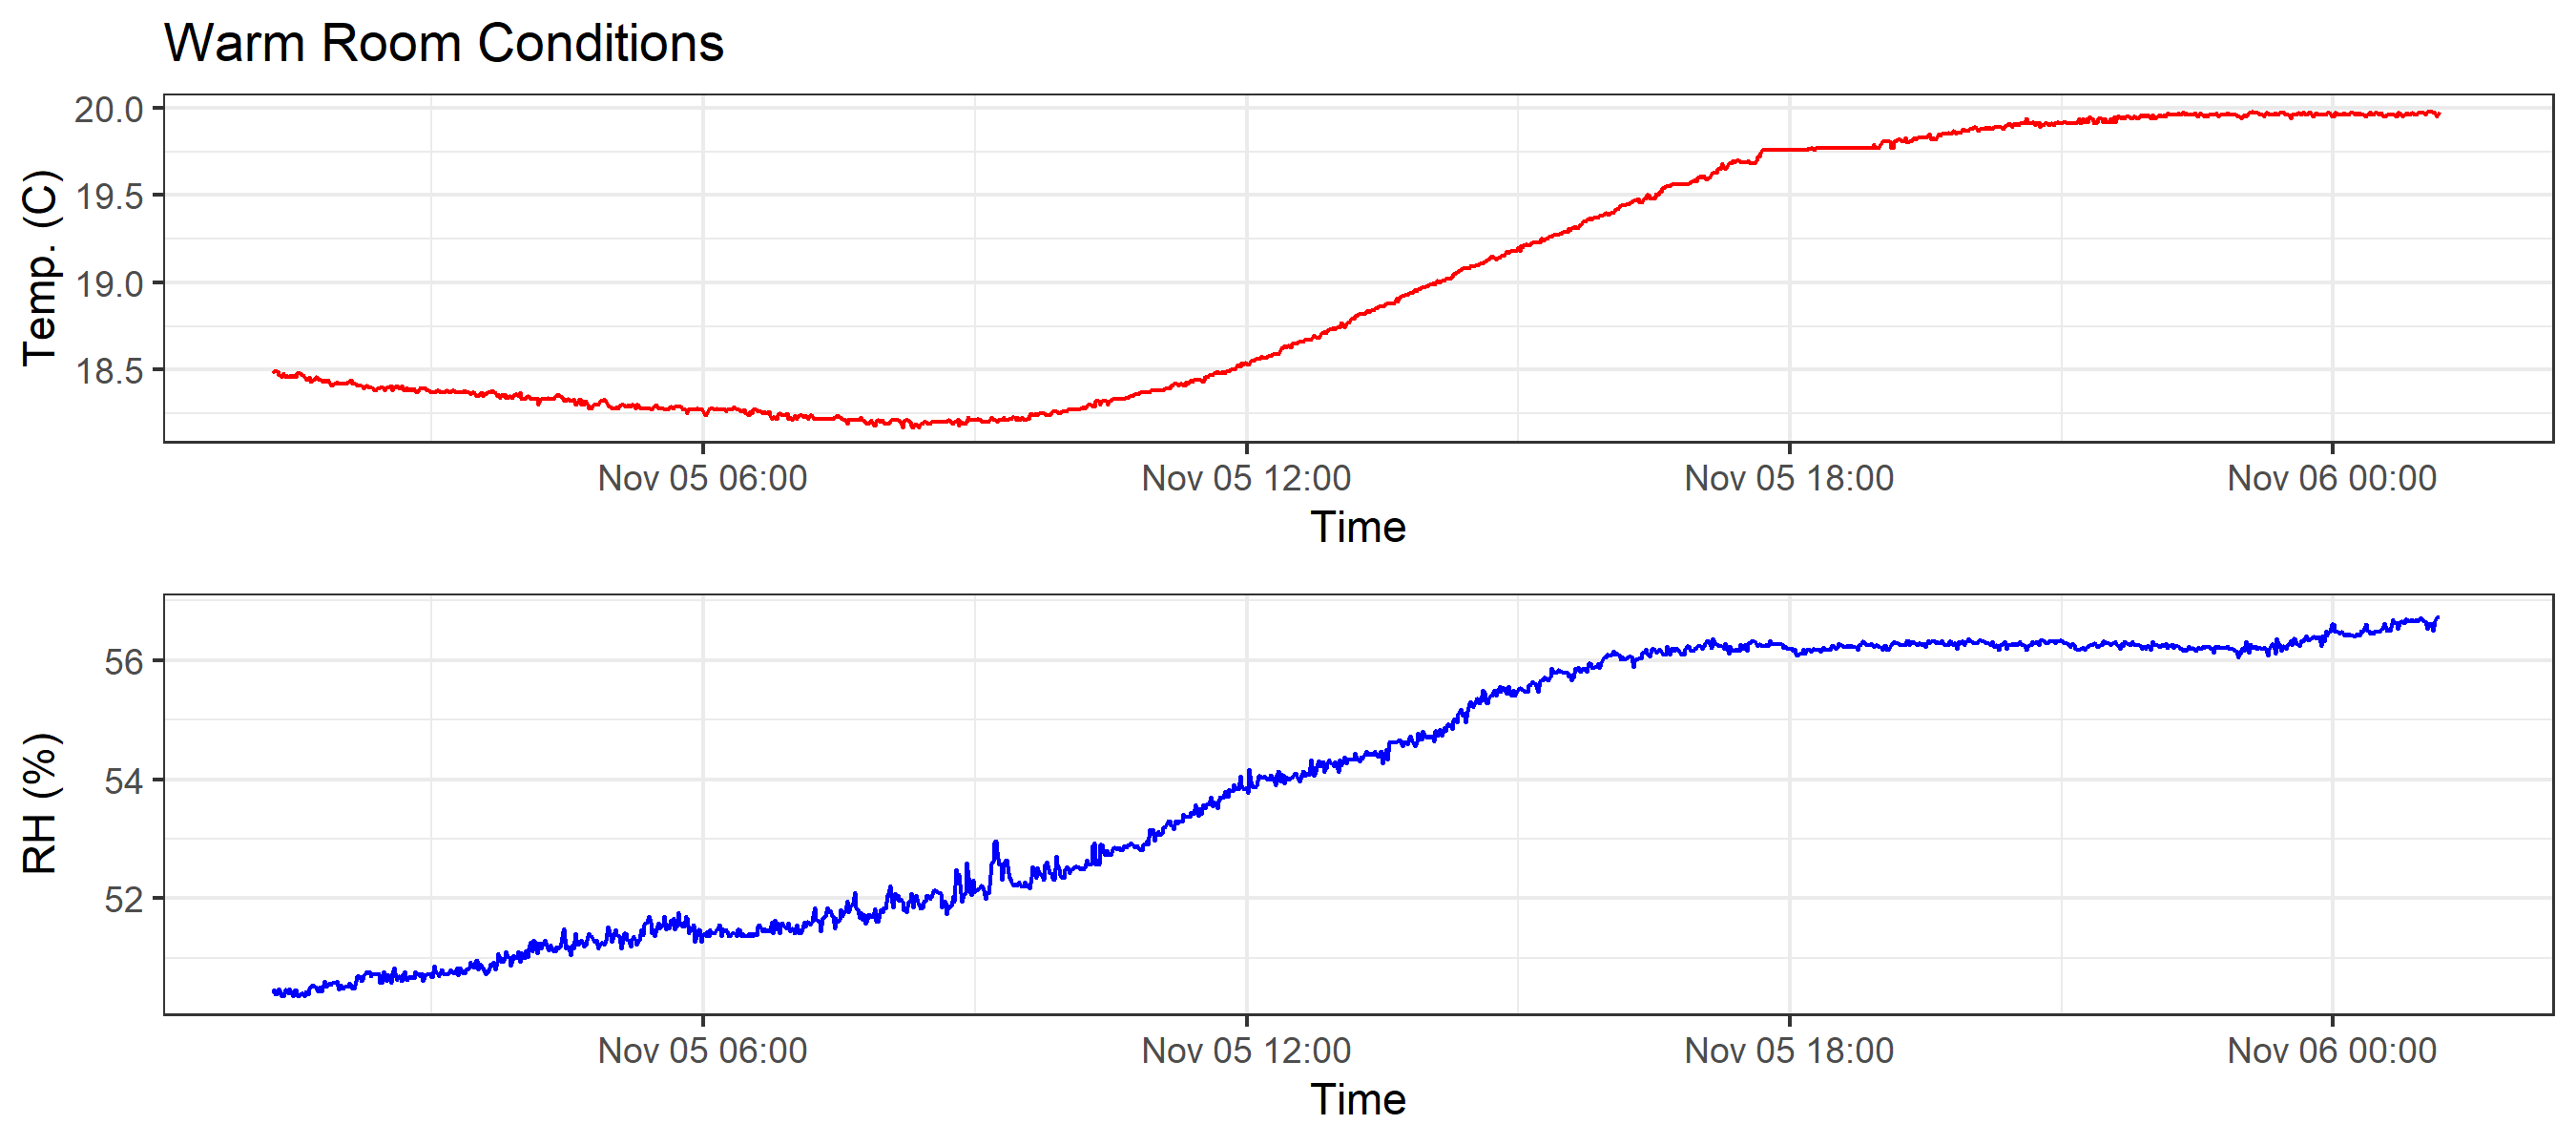 Warm Room Conditions
20.0
19.5
19.0
18.5
Temp. (C)
Nov 05 06:00 Nov 05 12:00 Nov 05 18:00 Nov 06 00:00
Time
56
54
52
RH (%)
Nov 05 06:00 Nov 05 12:00 Nov 05 18:00 Nov 06 00:00
Time